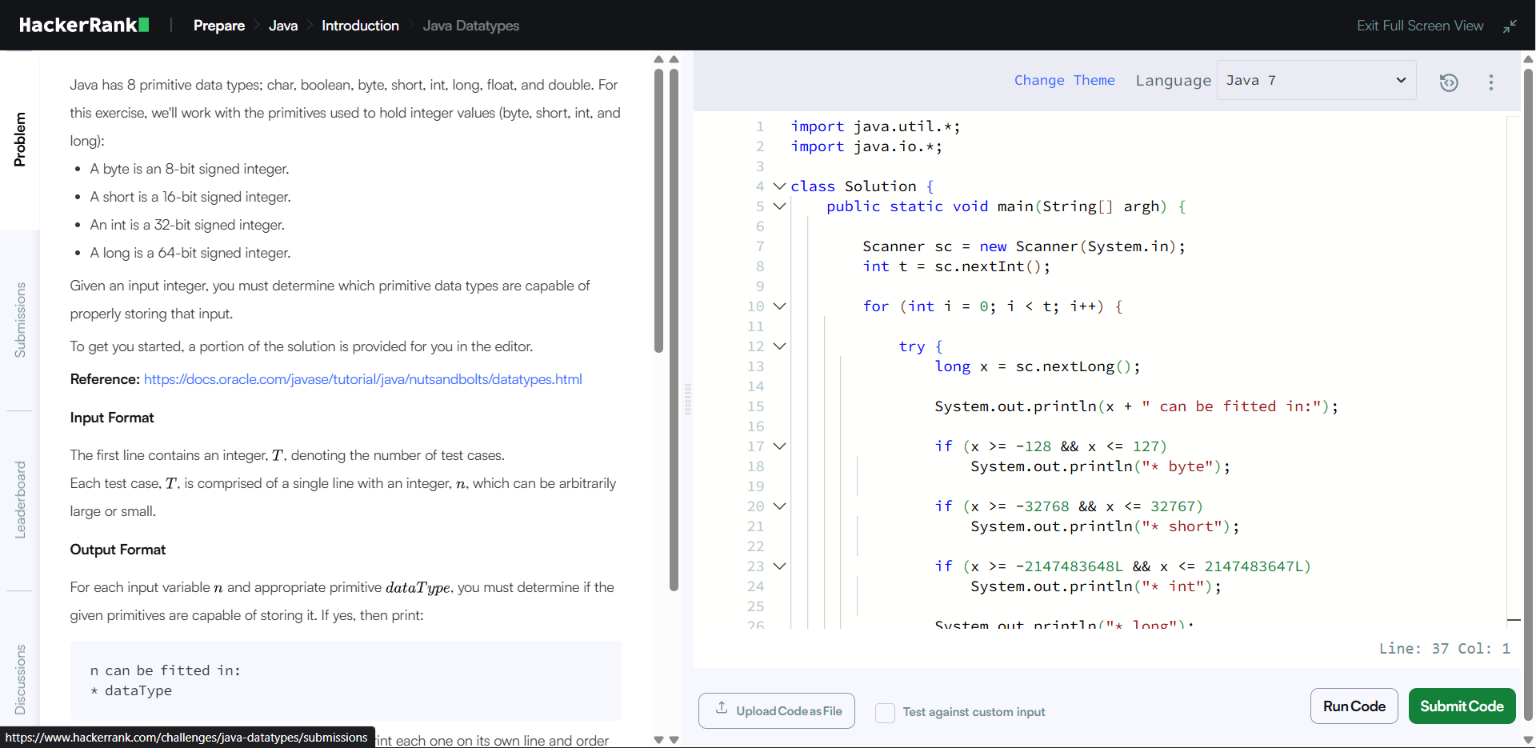 HackerRank | Prepare > Java > Introduction > Java Datatypes Exit Full Screen View
Problem
Submissions
Leaderboard
Discussions
Java has 8 primitive data types; char, boolean, byte, short, int, long, float, and double. For
this exercise, we'll work with the primitives used to hold integer values (byte, short, int, and
long):
• A byte is an 8-bit signed integer.
• A short is a 16-bit signed integer.
• An int is a 32-bit signed integer.
• A long is a 64-bit signed integer.
Given an input integer, you must determine which primitive data types are capable of
properly storing that input.
To get you started, a portion of the solution is provided for you in the editor.
Reference: https://docs.oracle.com/javase/tutorial/java/nutsandbolts/datatypes.html
Input Format
The first line contains an integer, T, denoting the number of test cases.
Each test case, T, is comprised of a single line with an integer, n, which can be arbitrarily
large or small.
Output Format
For each input variable n and appropriate primitive dataType, you must determine if the
given primitives are capable of storing it. If yes, then print:
n can be fitted in:
* dataType
int each one on its own line and order
https://www.hackerrank.com/challenges/java-datatypes/submissions
Change Theme Language Java 7
1 import java.util.*;
2 import java.io.*;
3
4 class Solution {
5 public static void main(String[] argh) {
6
7 Scanner sc = new Scanner(System.in);
8 int t = sc.nextInt();
9
10 for (int i = 0; i < t; i++) {
11
12 try {
13 long x = sc.nextLong();
14
15 System.out.println(x + " can be fitted in:");
16
17 if (x >= -128 && x <= 127)
18 System.out.println("* byte");
19
20 if (x >= -32768 && x <= 32767)
21 System.out.println("* short");
22
23 if (x >= -2147483648L && x <= 2147483647L)
24 System.out.println("* int");
25
26 System.out.println("* long");
Line: 37 Col: 1
Upload Code as File
Test against custom input
Run Code
Submit Code